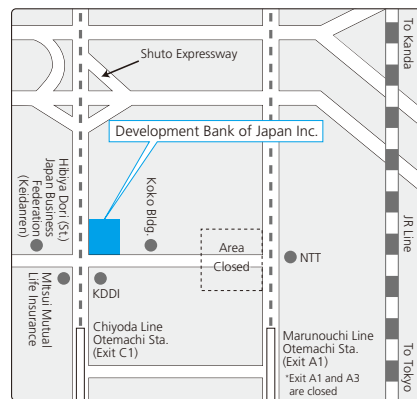 To Kanda
Shuto Expressway
Development Bank of Japan Inc.
Hibiya Dori (St.)
Japan Business
Federation
(Keidanren)
Koko Bldg.
JR Line
Area
Closed
NTT
MItsui Mutual
Life Insurance
KDDI
Chiyoda Line
Otemachi Sta.
(Exit C1)
Marunouchi Line
Otemachi Sta.
(Exit A1)
*Exit A1 and A3
are closed
To Tokyo